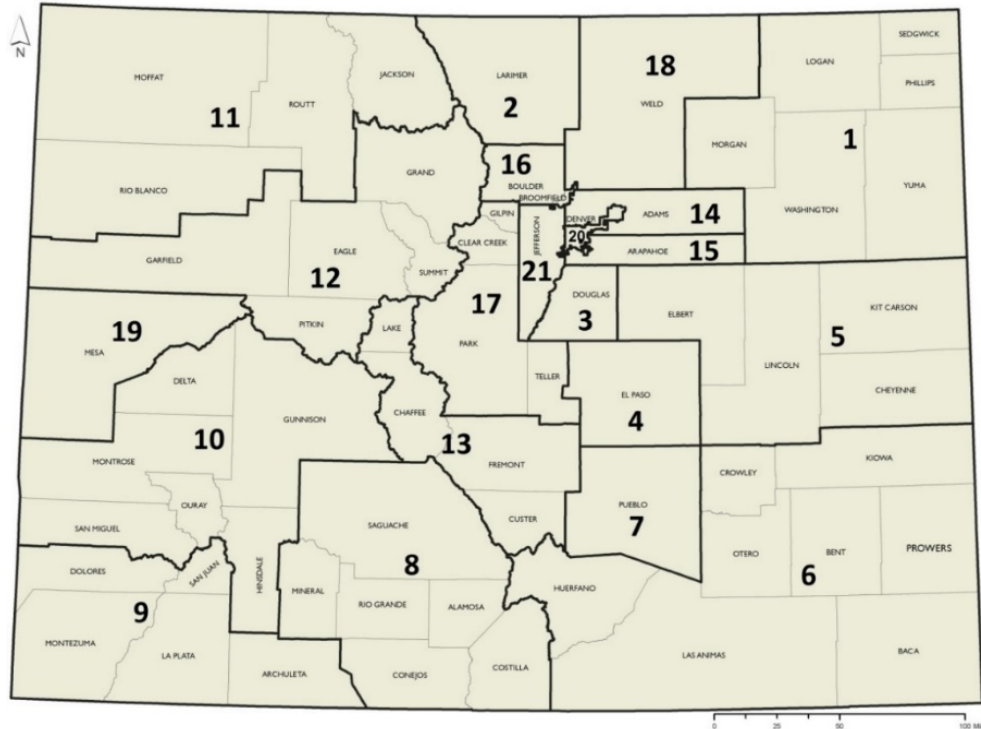 N
SEDGWICK
LOGAN
JACKSON
18
LARIMER
MOFFAT
PHILLIPS
2
WELD
ROUTT
11
1
MORGAN
16
GRAND
YUMA
BOULDER
RIO BLANCO
BROOMFIELD
WASHINGTON
GILPIN
DENVER
ADAMS
14
JEFFERSON
20
CLEAR CREEK
EAGLE
ARAPAHOE
15
GARFIELD
SUMMIT
21
12
17
DOUGLAS
KIT CARSON
3
ELBERT
PITKIN
19
LAKE
5
PARK
MESA
LINCOLN
TELLER
DELTA
CHEYENNE
EL PASO
CHAFFEE
GUNNISON
4
10
13
KIOWA
MONTROSE
FREMONT
CROWLEY
OURAY
PUEBLO
CUSTER
SAGUACHE
7
SAN MIGUEL
PROWERS
OTERO
BENT
8
DOLORES
SAN JUAN
6
HINSDALE
MINERAL
HUERFANO
RIO GRANDE
ALAMOSA
9
MONTEZUMA
BACA
LA PLATA
LAS ANIMAS
COSTILLA
ARCHULETA
CONEJOS
0 25 50 100 Mi